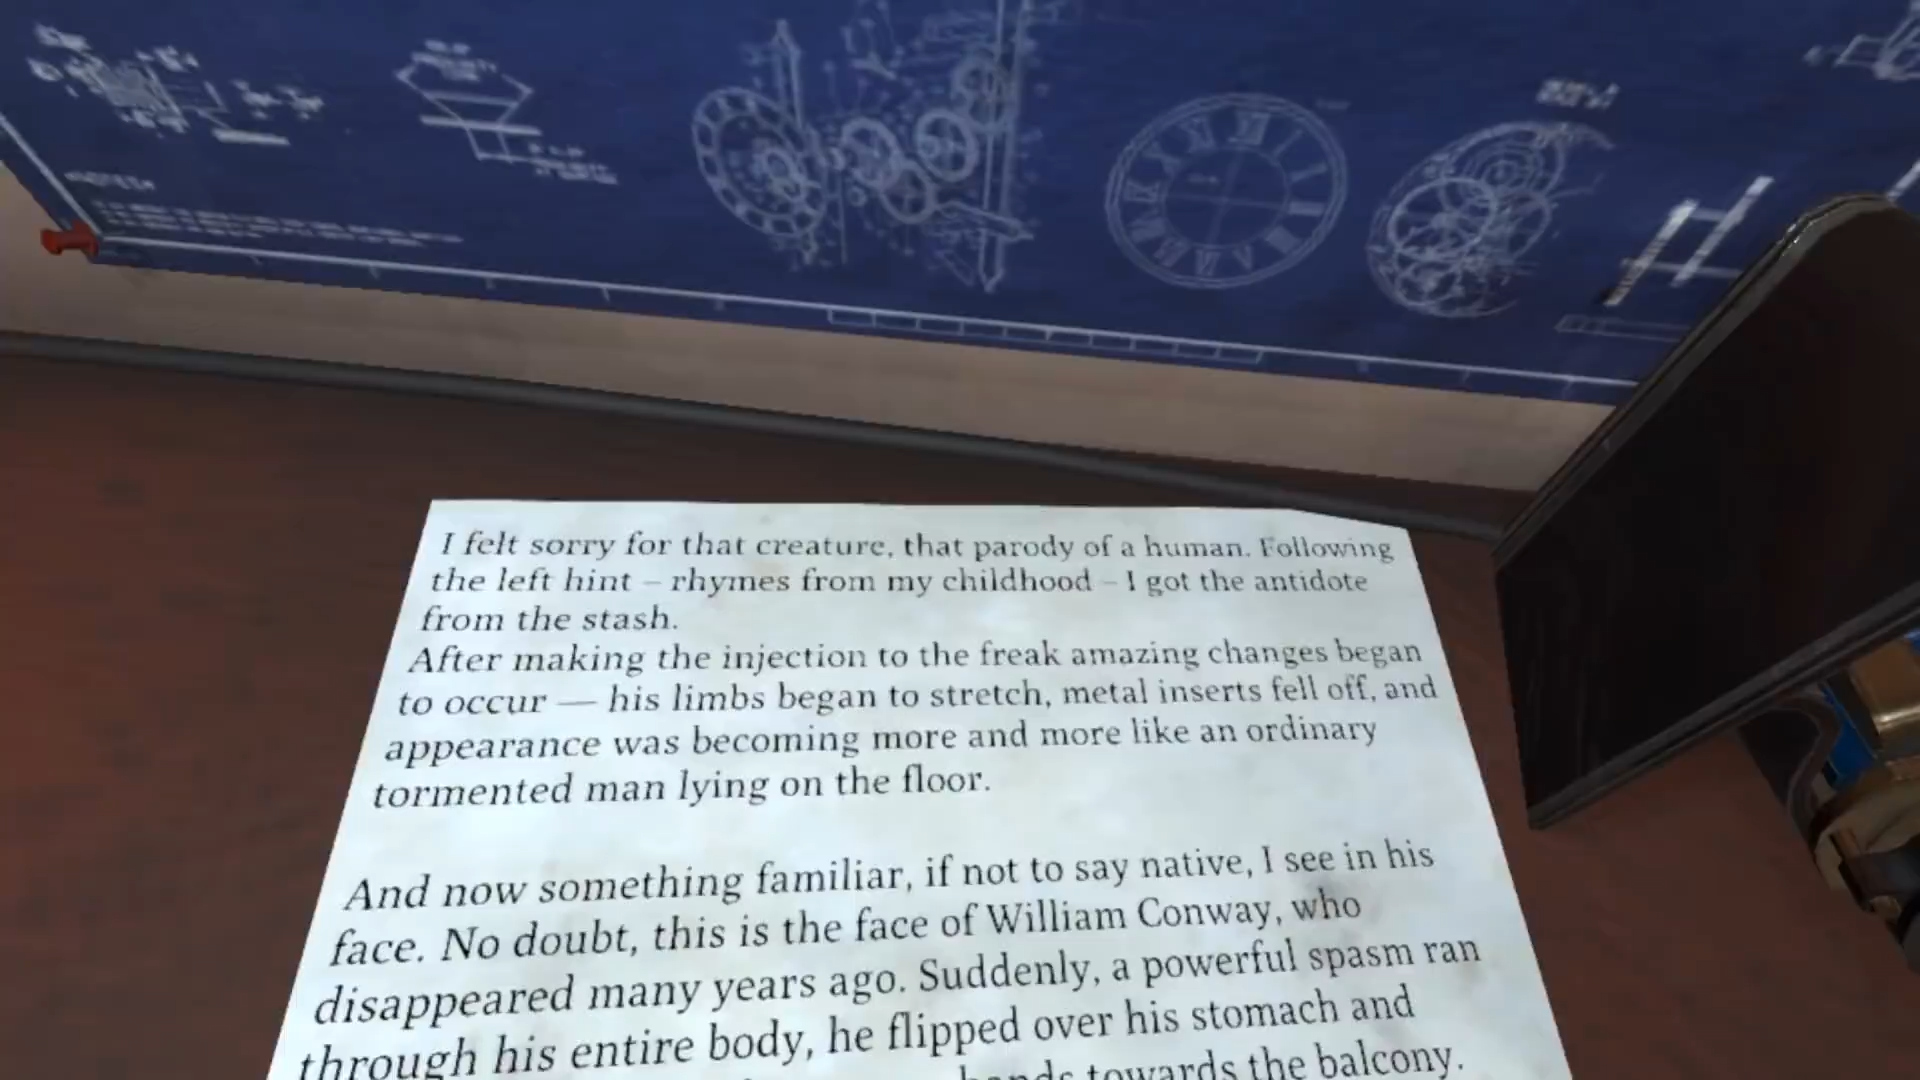 I felt sorry for that creature, that parody of a human. Following
the left hint – rhymes from my childhood – I got the antidote
from the stash.
After making the injection to the freak amazing changes began
to occur — his limbs began to stretch, metal inserts fell off, and
appearance was becoming more and more like an ordinary
tormented man lying on the floor.
And now something familiar, if not to say native, I see in his
face. No doubt, this is the face of William Conway, who
disappeared many years ago. Suddenly, a powerful spasm ran
through his entire body, he flipped over his stomach and
hands towards the balcony.